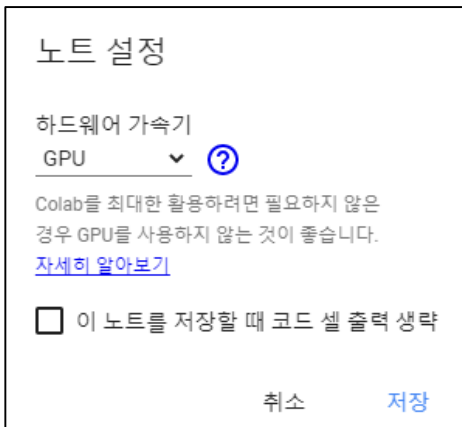 노트 설정
하드웨어 가속기
GPU
?
Colab를 최대한 활용하려면 필요하지 않은
경우 GPU를 사용하지 않는 것이 좋습니다.
자세히 알아보기
이 노트를 저장할 때 코드 셀 출력 생략
취소 저장